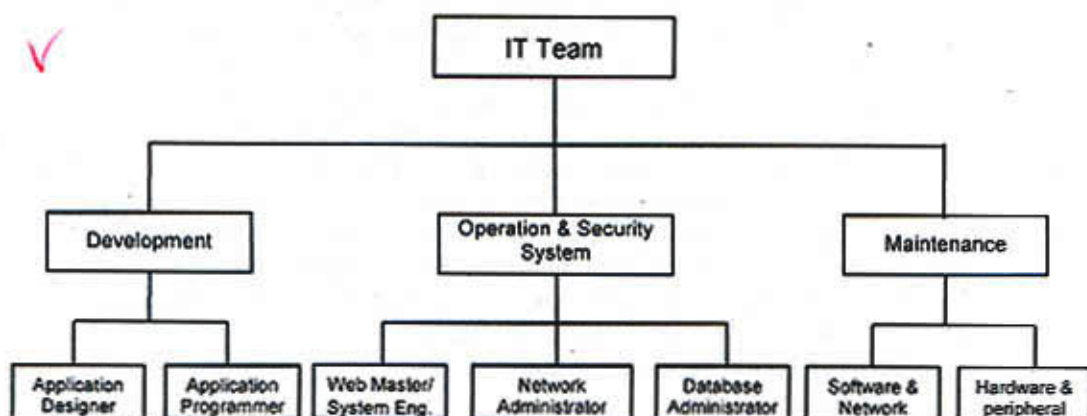 IT Team
Development
Operation & Security
System
Maintenance
Application
Designer
Application
Programmer
Web Master/
System Eng.
Network
Administrator
Database
Administrator
Software &
Network
Hardware &
peripheral